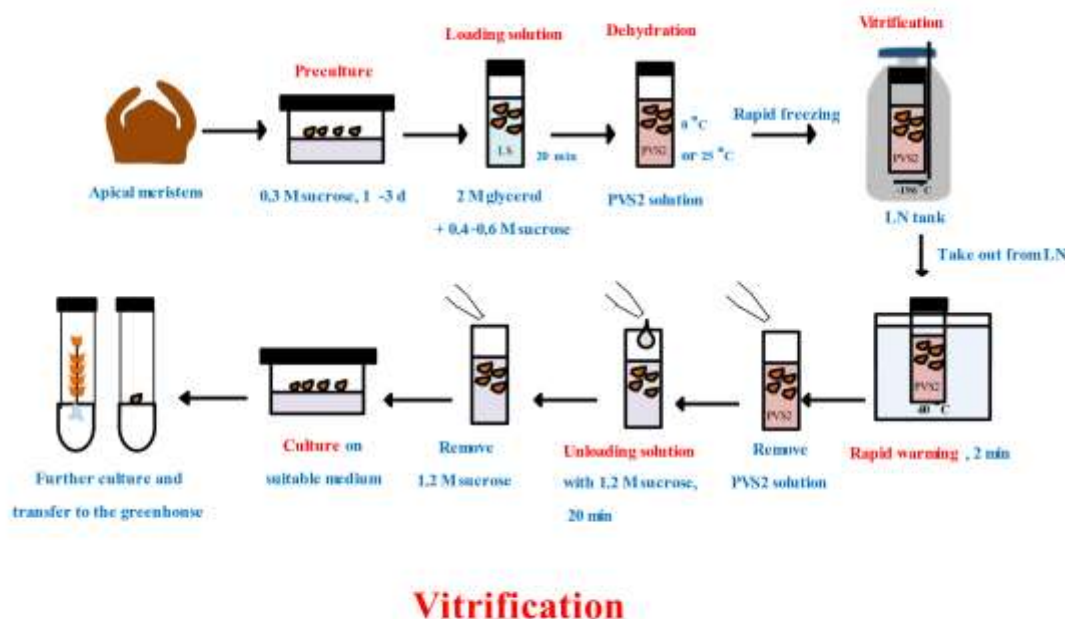 Vitrification
Loading solution
Dehydration
Preculture
Rapid freezing
0 °C
or 25 °C
LS
20 min
PVS2
PVS2
-196 °C
Apical meristem
0.3 M sucrose, 1 -3 d
2 M glycerol
+ 0.4-0.6 M sucrose
PVS2 solution
LN tank
Take out from LN
PVS2
40 °C
PVS2
Rapid warming , 2 min
Remove
PVS2 solution
Unloading solution
with 1.2 M sucrose,
20 min
Remove
1.2 M sucrose
Culture on
suitable medium
Further culture and
transfer to the greenhouse
Vitrification